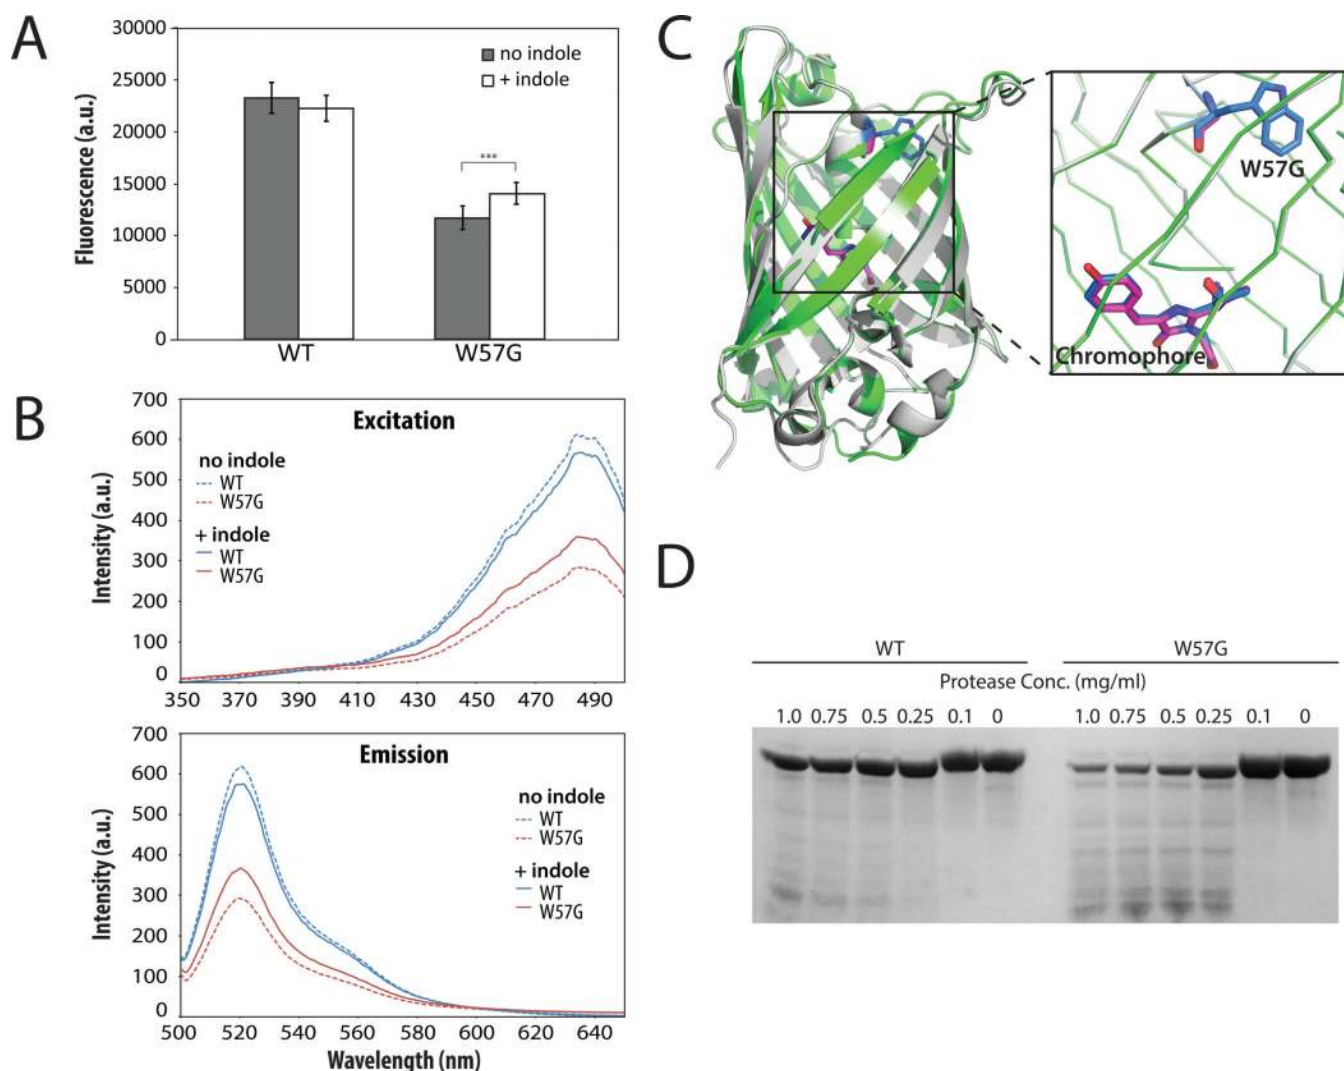 A
30000
25000
20000
15000
10000
5000
0
Fluorescence (a.u.)
no indole
+ indole
***
WT W57G
B
700
600
500
400
300
200
100
0
Intensity (a.u.)
Excitation
no indole
WT
W57G
+ indole
WT
W57G
350 370 390 410 430 450 470 490
700
600
500
400
300
200
100
0
Intensity (a.u.)
Emission
no indole
WT
W57G
+ indole
WT
W57G
500 520 540 560 580 600 620 640
Wavelength (nm)
C
W57G
Chromophore
D
WT W57G
Protease Conc. (mg/ml)
1.0 0.75 0.5 0.25 0.1 0 1.0 0.75 0.5 0.25 0.1 0